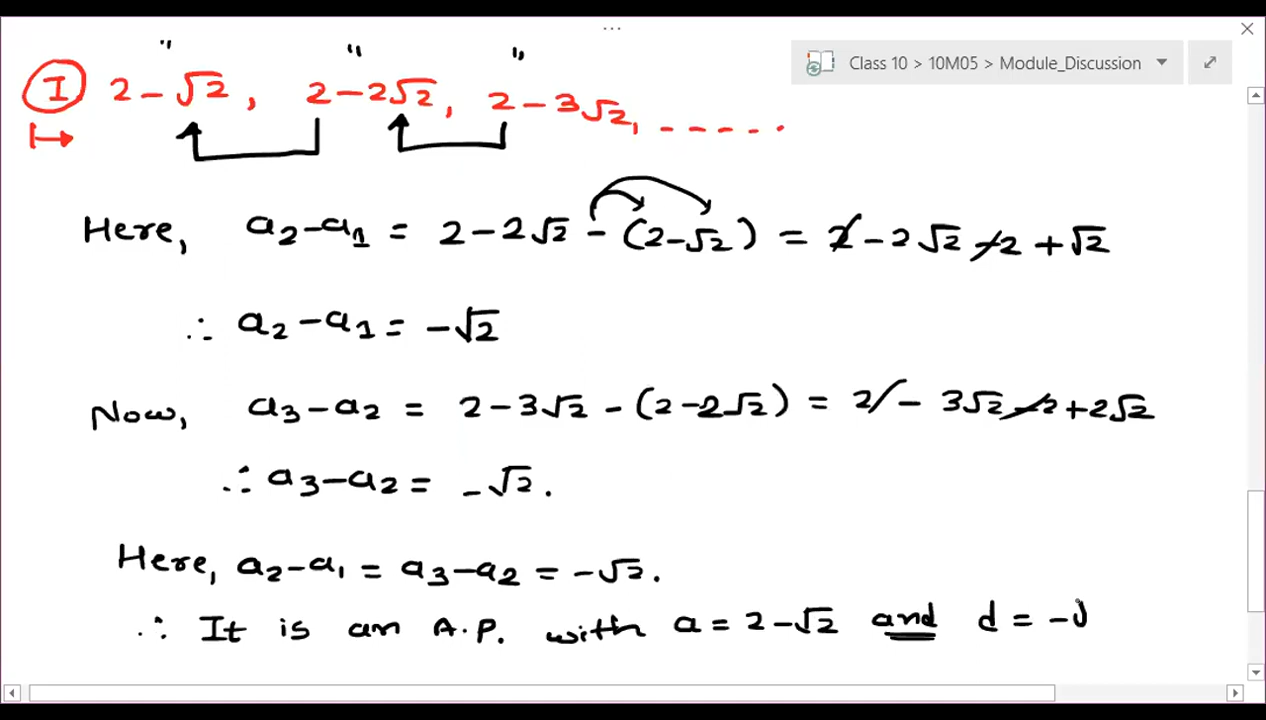 Class 10 > 10M05 > Module_Discussion
I 2 - √2, 2 - 2√2, 2 - 3√2, ......
Here, a2 - a1 = 2 - 2√2 - (2 - √2) = 2 - 2√2 - 2 + √2
∴ a2 - a1 = -√2
Now, a3 - a2 = 2 - 3√2 - (2 - 2√2) = 2 - 3√2 - 2 + 2√2
∴ a3 - a2 = -√2.
Here, a2 - a1 = a3 - a2 = -√2.
∴ It is an A.P. with a = 2 - √2 and d = -